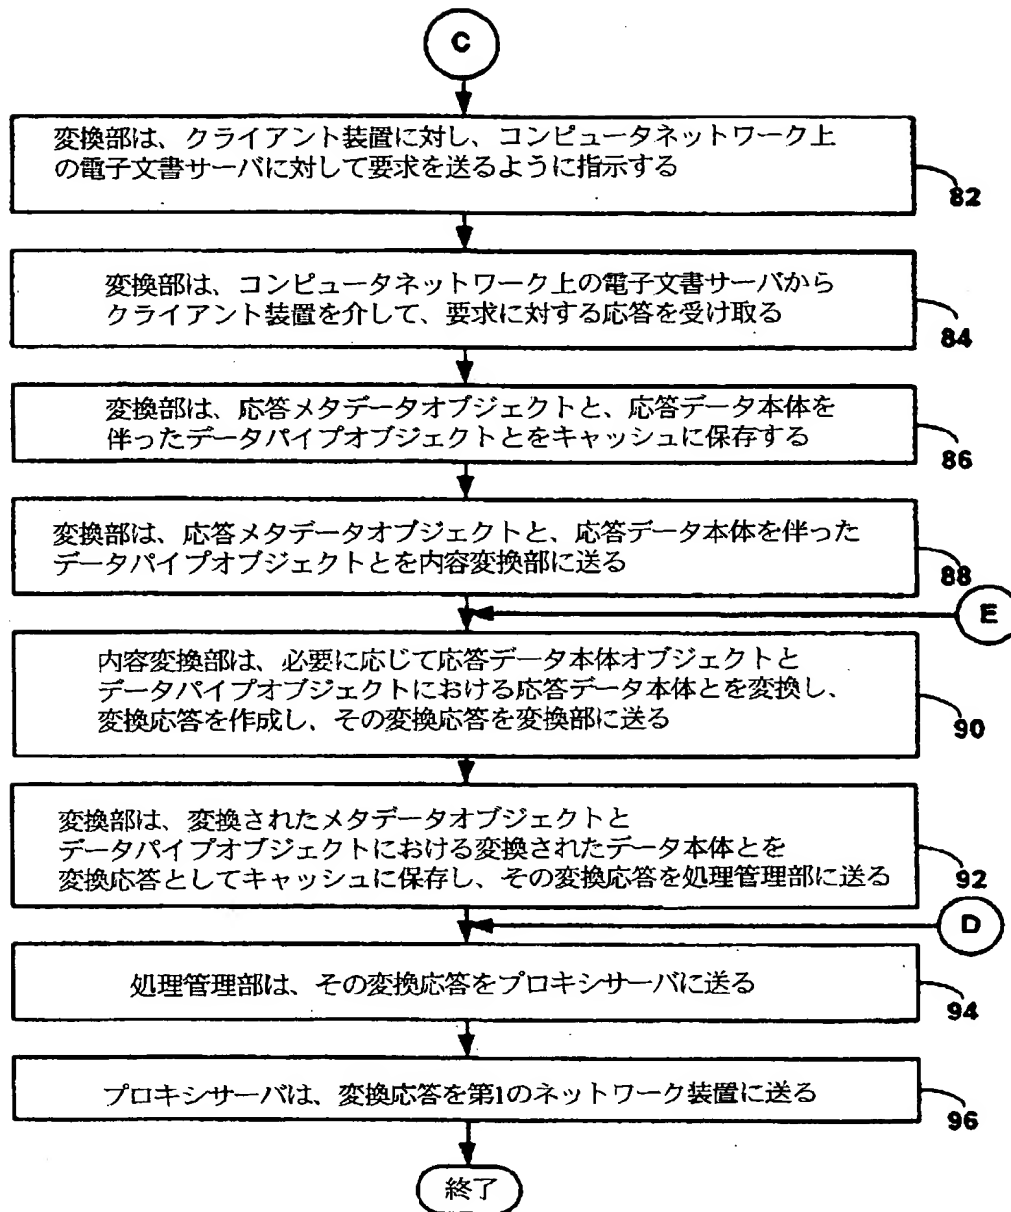 C
変換部は、クライアント装置に対し、コンピュータネットワーク上
の電子文書サーバに対して要求を送るように指示する
82
変換部は、コンピュータネットワーク上の電子文書サーバから
クライアント装置を介して、要求に対する応答を受け取る
84
変換部は、応答メタデータオブジェクトと、応答データ本体を
伴ったデータパイプオブジェクトとをキャッシュに保存する
86
変換部は、応答メタデータオブジェクトと、応答データ本体を伴った
データパイプオブジェクトとを内容変換部に送る
88
E
内容変換部は、必要に応じて応答データ本体オブジェクトと
データパイプオブジェクトにおける応答データ本体とを変換し、
変換応答を作成し、その変換応答を変換部に送る
90
変換部は、変換されたメタデータオブジェクトと
データパイプオブジェクトにおける変換されたデータ本体とを
変換応答としてキャッシュに保存し、その変換応答を処理管理部に送る
92
D
処理管理部は、その変換応答をプロキシサーバに送る
94
プロキシサーバは、変換応答を第1のネットワーク装置に送る
96
終了